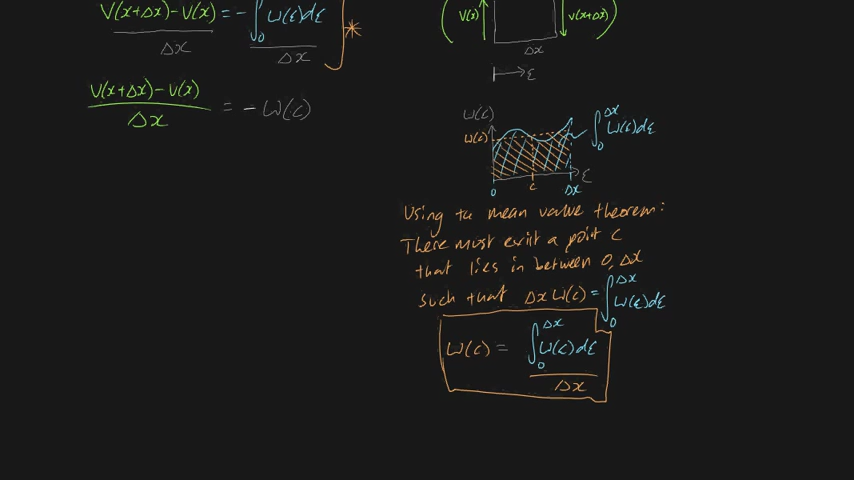 V(x+Δx)-V(x) = - ∫₀ W(ε)dε
Δx Δx
*
V(x+Δx)-V(x) = - W(c)
Δx
V(x) V(x+Δx)
Δx
ε
W(ε)
W(c)
∫₀^Δx W(ε)dε
0 c Δx ε
Using the mean value theorem:
There must exist a point c
that lies in between 0, Δx
such that Δx W(c) = ∫₀^Δx W(ε)dε
W(c) = ∫₀^Δx W(ε)dε
Δx